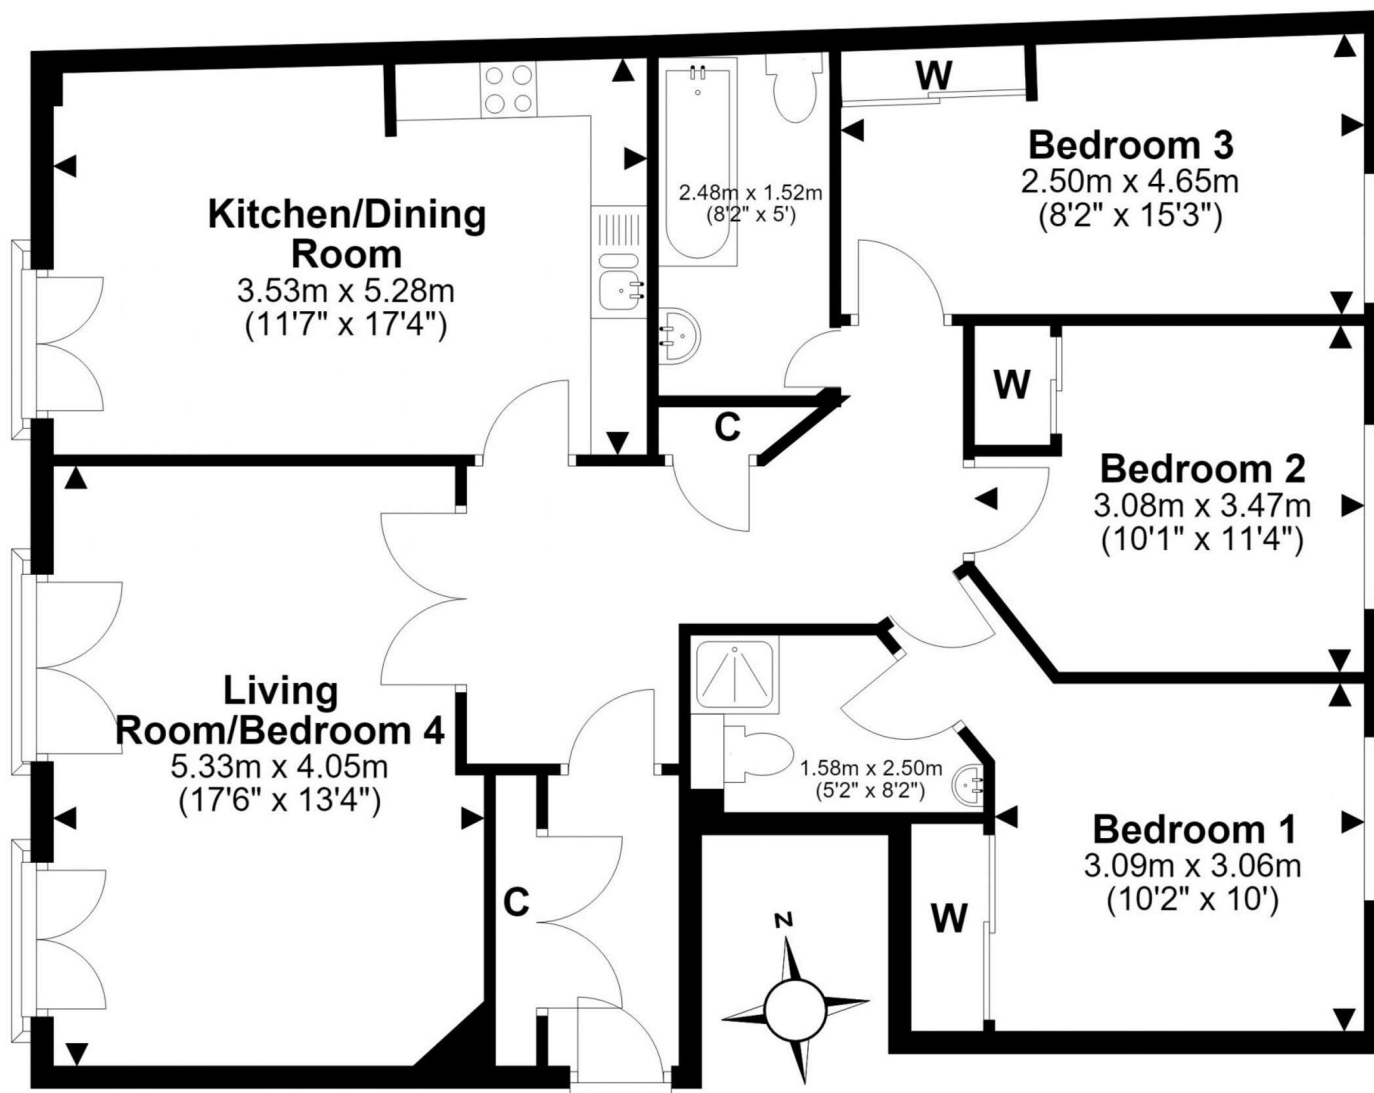 Kitchen/Dining
Room
3.53m x 5.28m
(11'7" x 17'4")
2.48m x 1.52m
(8'2" x 5')
W
Bedroom 3
2.50m x 4.65m
(8'2" x 15'3")
C
W
Bedroom 2
3.08m x 3.47m
(10'1" x 11'4")
Living
Room/Bedroom 4
5.33m x 4.05m
(17'6" x 13'4")
1.58m x 2.50m
(5'2" x 8'2")
Bedroom 1
3.09m x 3.06m
(10'2" x 10')
C
W
N